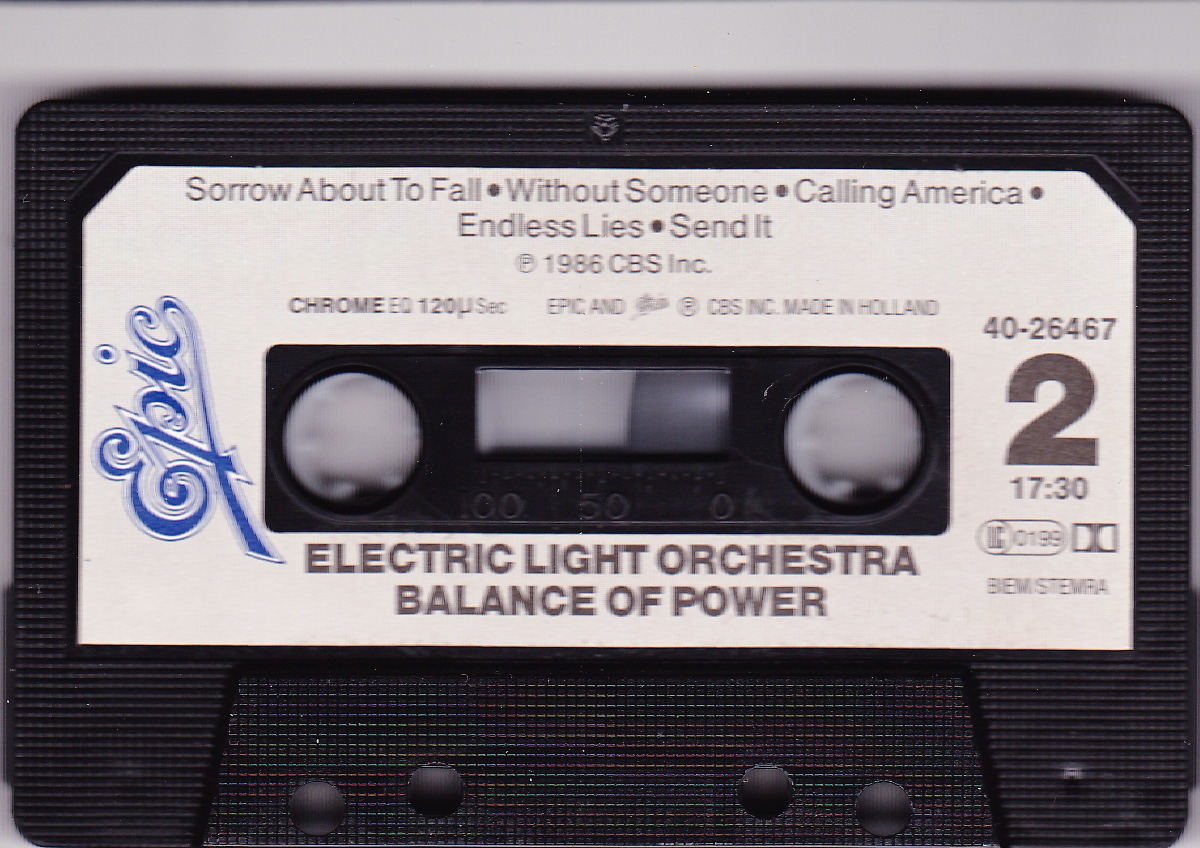 Sorrow About To Fall • Without Someone • Calling America •
Endless Lies • Send It
℗ 1986 CBS Inc.
CHROME EQ 120µ Sec EPIC AND ® CBS INC. MADE IN HOLLAND
Epic
40-26467
2
17:30
0199
BIEM/STEMRA
100 50 0
ELECTRIC LIGHT ORCHESTRA
BALANCE OF POWER